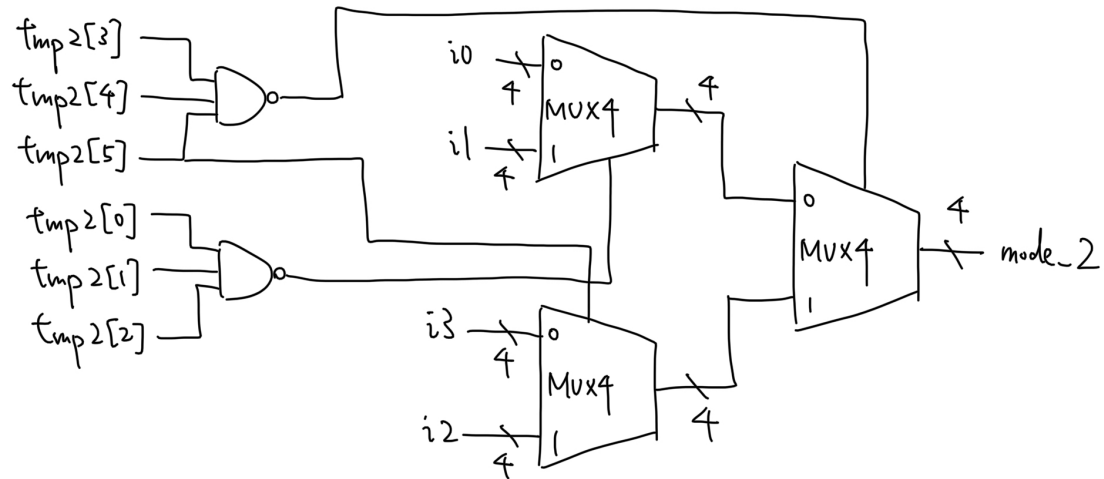 tmp2[3]
tmp2[4]
tmp2[5]
tmp2[0]
tmp2[1]
tmp2[2]
i0
4
0
MUX4
i1
4
1
4
i3
4
0
MUX4
i2
4
1
4
0
MUX4
1
4
mode_2